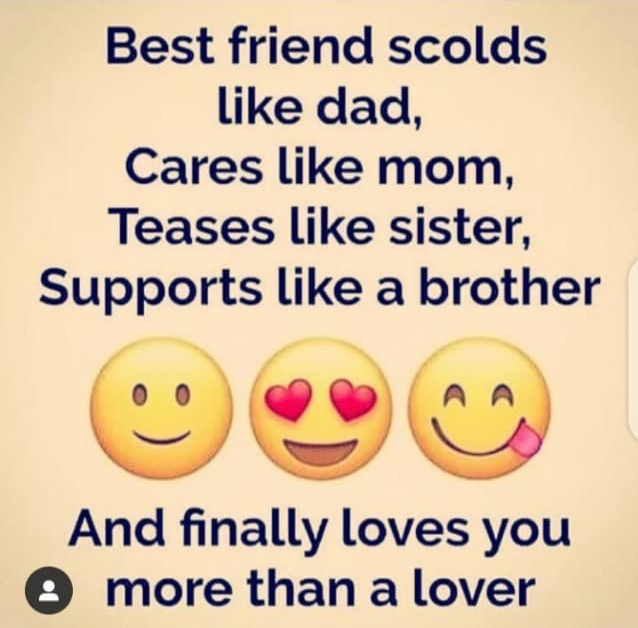 Best friend scolds
like dad,
Cares like mom,
Teases like sister,
Supports like a brother
And finally loves you
more than a lover